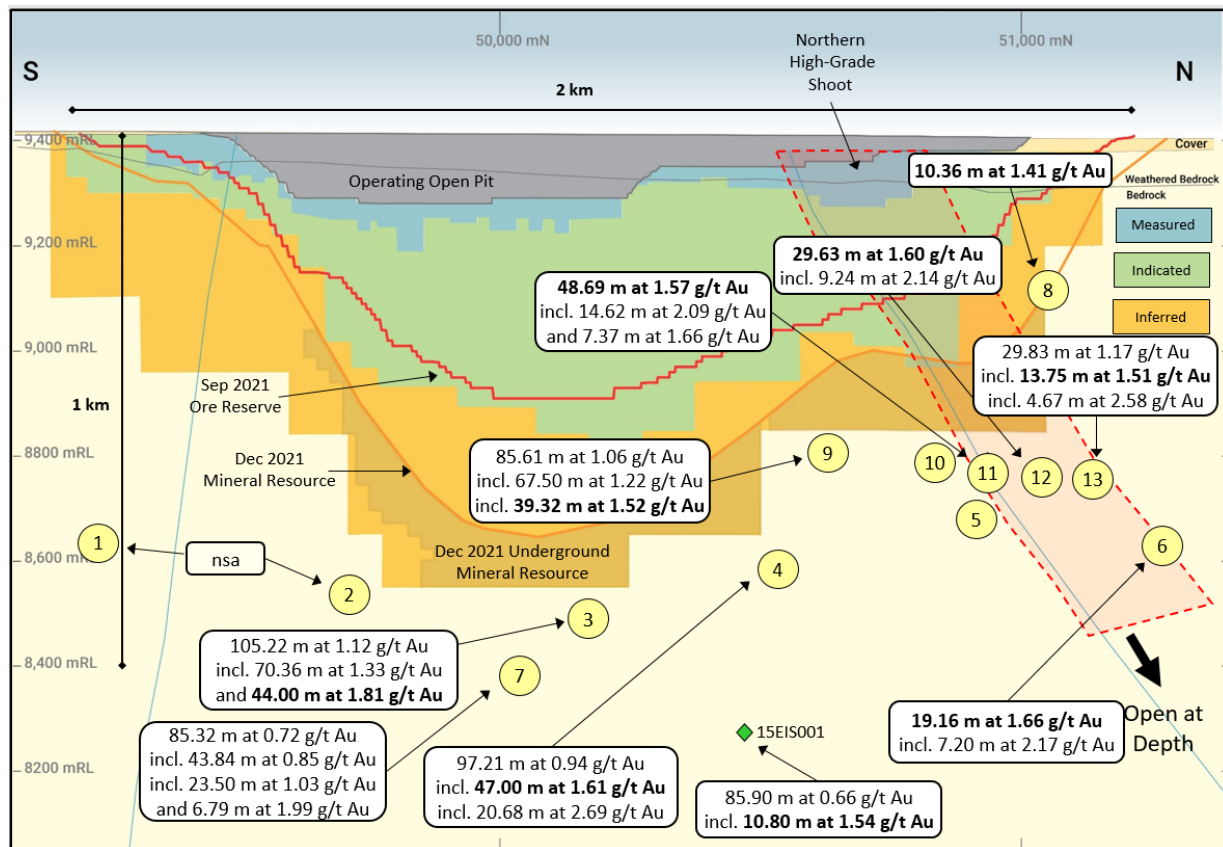 50,000 mN
51,000 mN
S
N
Northern
High-Grade
Shoot
2 km
9,400 mRL
Cover
Operating Open Pit
10.36 m at 1.41 g/t Au
Weathered Bedrock
Bedrock
Measured
9,200 mRL
29.63 m at 1.60 g/t Au
incl. 9.24 m at 2.14 g/t Au
Indicated
48.69 m at 1.57 g/t Au
incl. 14.62 m at 2.09 g/t Au
and 7.37 m at 1.66 g/t Au
8
Inferred
9,000 mRL
29.83 m at 1.17 g/t Au
incl. 13.75 m at 1.51 g/t Au
incl. 4.67 m at 2.58 g/t Au
Sep 2021
Ore Reserve
1 km
8,800 mRL
Dec 2021
Mineral Resource
85.61 m at 1.06 g/t Au
incl. 67.50 m at 1.22 g/t Au
incl. 39.32 m at 1.52 g/t Au
9
10
11
12
13
5
1
nsa
8,600 mRL
Dec 2021 Underground
Mineral Resource
6
4
2
3
105.22 m at 1.12 g/t Au
incl. 70.36 m at 1.33 g/t Au
and 44.00 m at 1.81 g/t Au
8,400 mRL
7
85.32 m at 0.72 g/t Au
incl. 43.84 m at 0.85 g/t Au
incl. 23.50 m at 1.03 g/t Au
and 6.79 m at 1.99 g/t Au
15EIS001
19.16 m at 1.66 g/t Au
incl. 7.20 m at 2.17 g/t Au
Open at
Depth
8200 mRL
97.21 m at 0.94 g/t Au
incl. 47.00 m at 1.61 g/t Au
incl. 20.68 m at 2.69 g/t Au
85.90 m at 0.66 g/t Au
incl. 10.80 m at 1.54 g/t Au